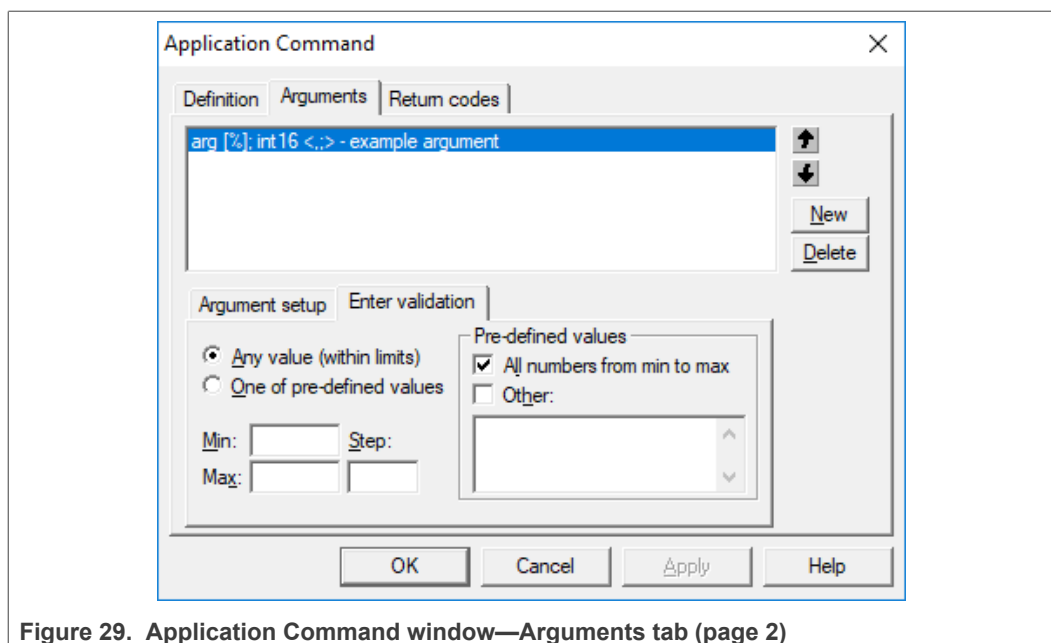 Application Command
Definition Arguments Return codes
arg [%]; int16 <,;> - example argument
New
Delete
Argument setup Enter validation
Any value (within limits)
One of pre-defined values
Pre-defined values
All numbers from min to max
Other:
Min: Step:
Max:
OK Cancel Apply Help
Figure 29. Application Command window—Arguments tab (page 2)